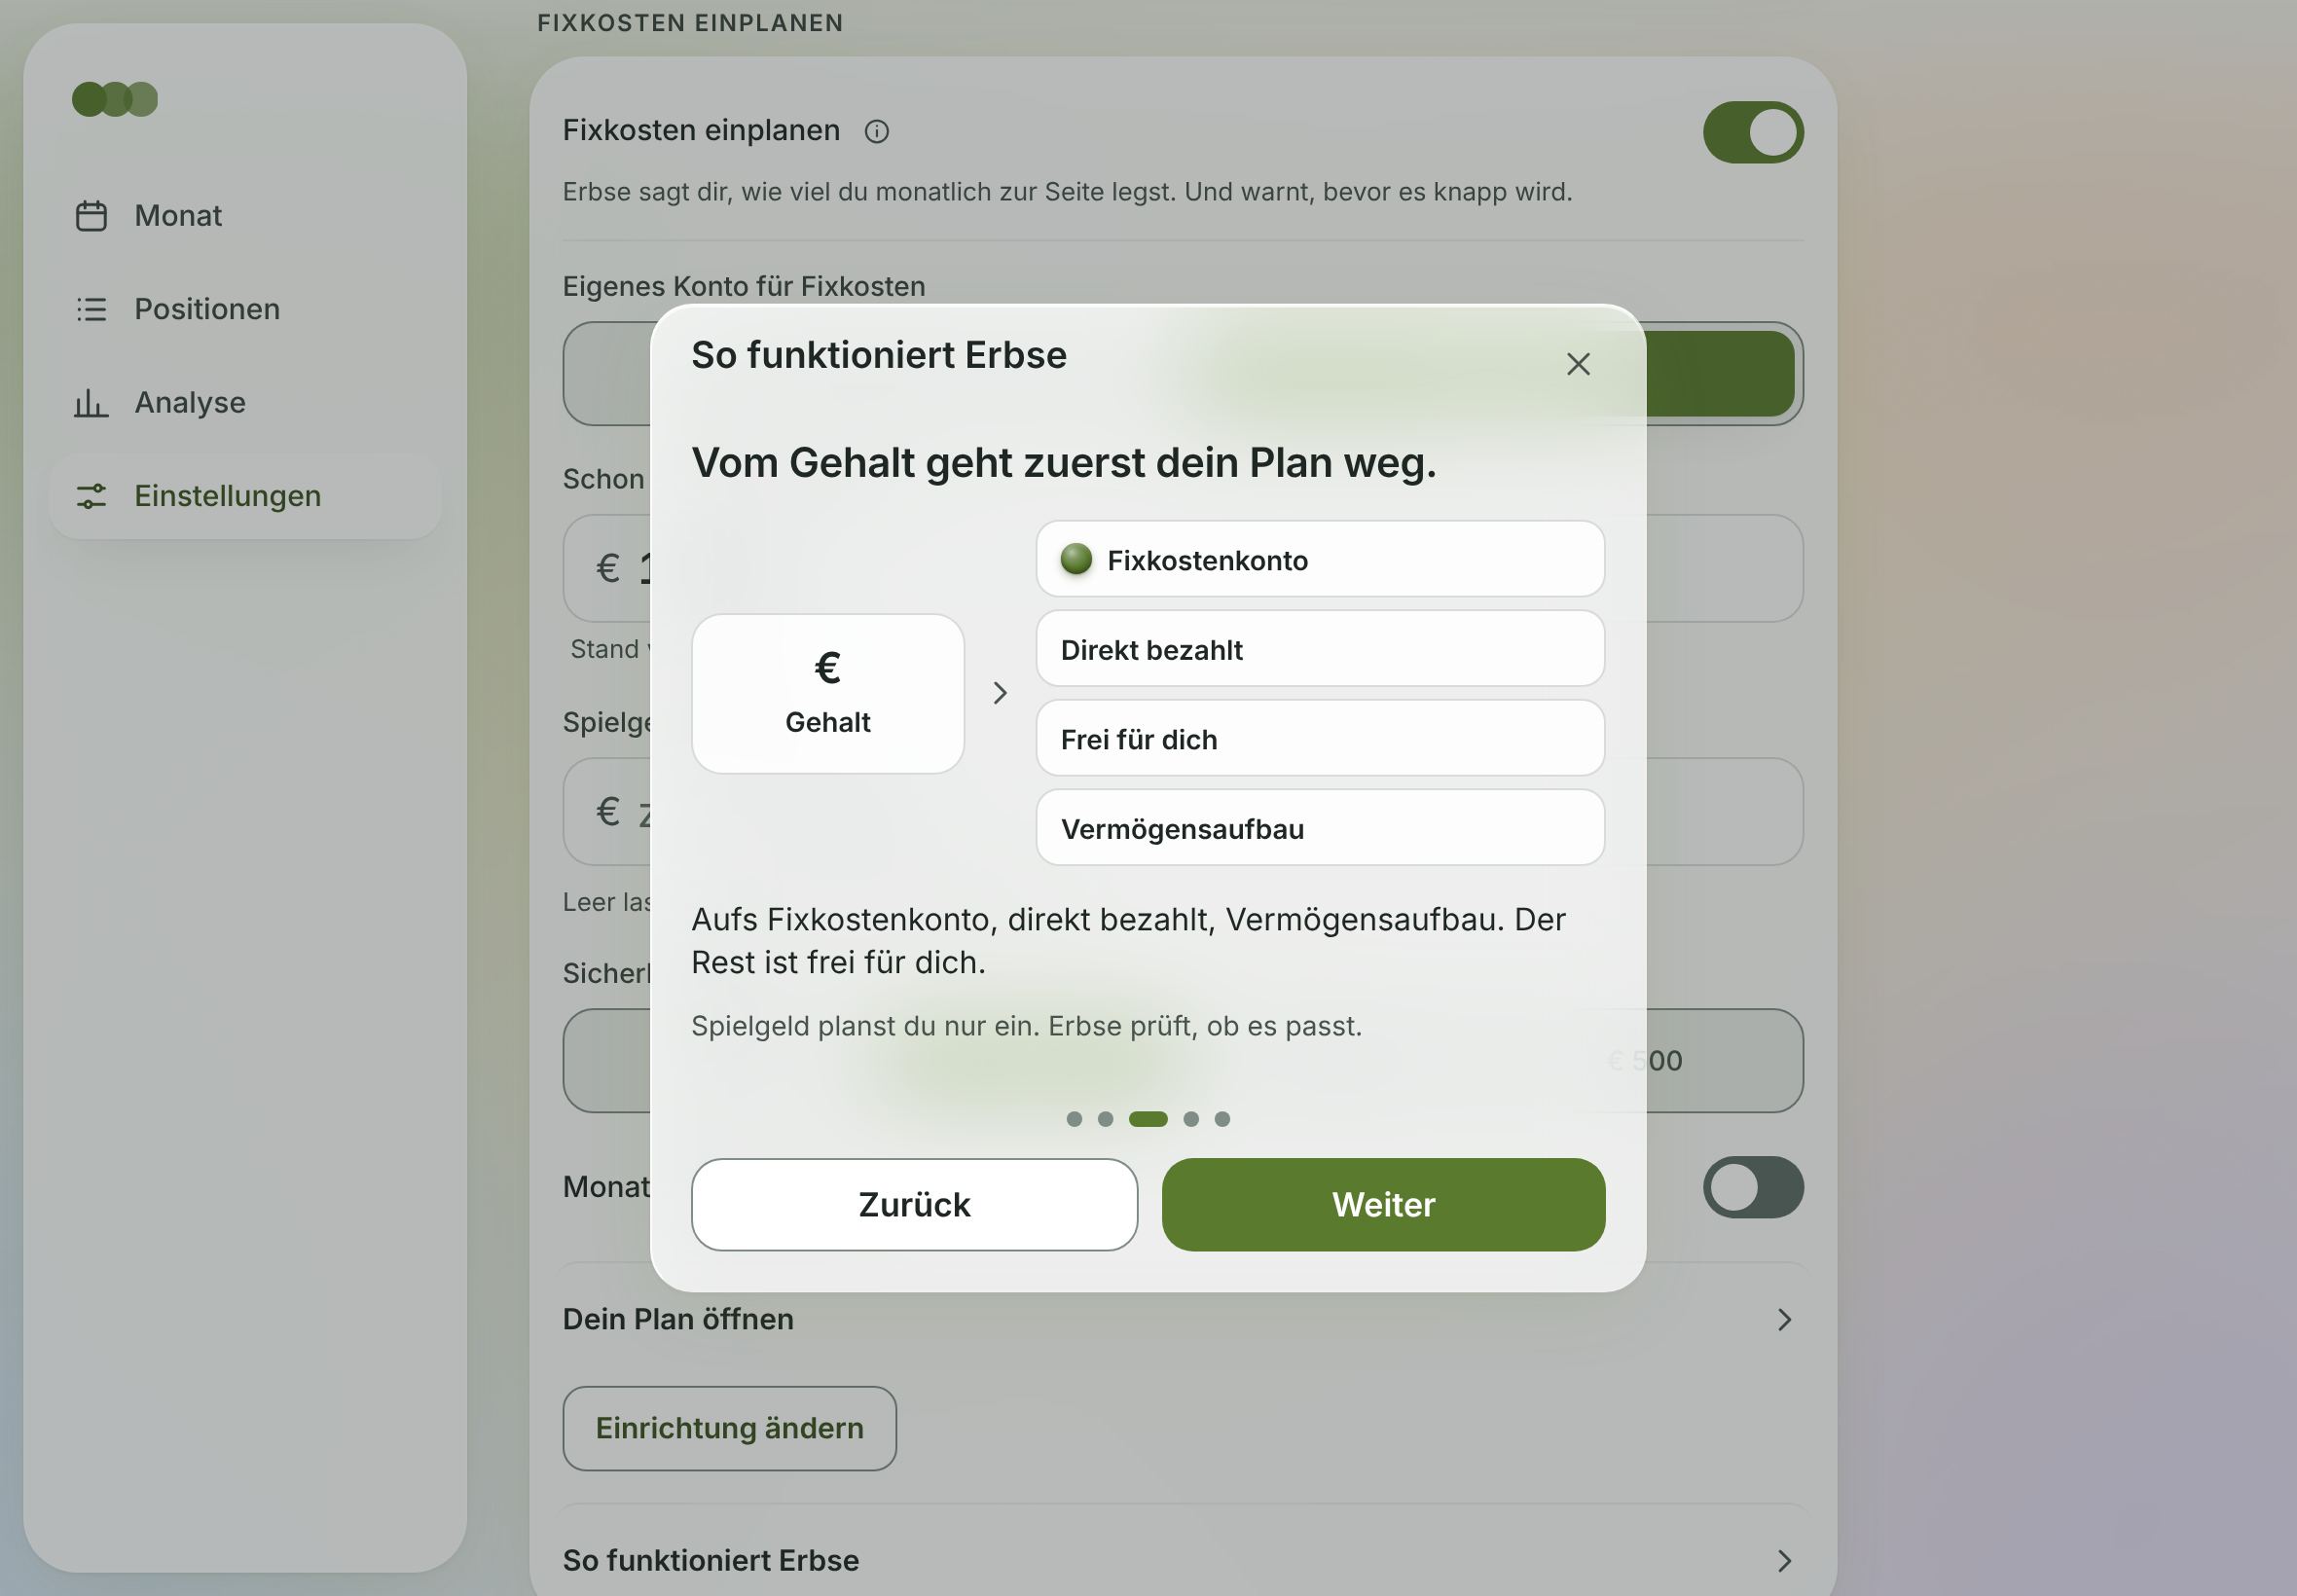 FIXKOSTEN EINPLANEN
Monat
Positionen
Analyse
Einstellungen
Fixkosten einplanen
Erbse sagt dir, wie viel du monatlich zur Seite legst. Und warnt, bevor es knapp wird.
Eigenes Konto für Fixkosten
Schon
€
Stand
€
€ 500
Dein Plan öffnen
Einrichtung ändern
So funktioniert Erbse
So funktioniert Erbse
Vom Gehalt geht zuerst dein Plan weg.
€
Gehalt
Fixkostenkonto
Direkt bezahlt
Frei für dich
Vermögensaufbau
Aufs Fixkostenkonto, direkt bezahlt, Vermögensaufbau. Der
Rest ist frei für dich.
Spielgeld planst du nur ein. Erbse prüft, ob es passt.
Zurück
Weiter